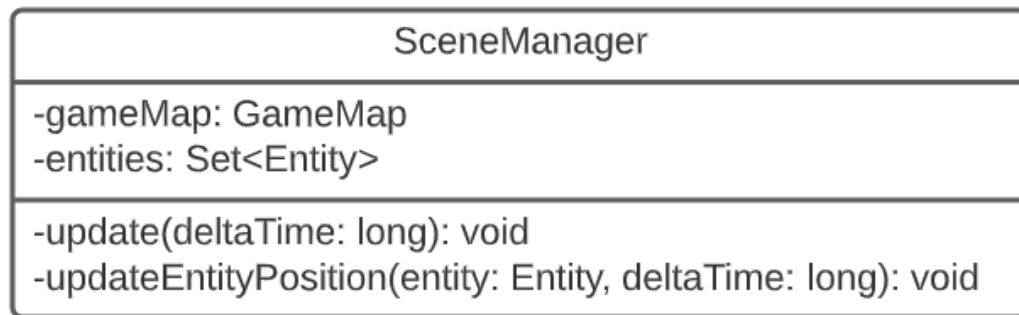 SceneManager
-gameMap: GameMap
-entities: Set<Entity>
-update(deltaTime: long): void
-updateEntityPosition(entity: Entity, deltaTime: long): void